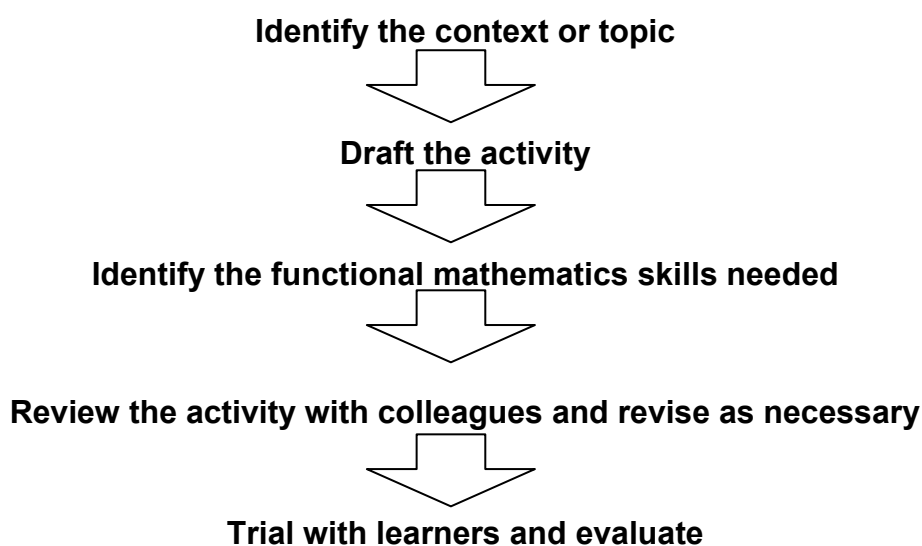 Identify the context or topic
Draft the activity
Identify the functional mathematics skills needed
Review the activity with colleagues and revise as necessary
Trial with learners and evaluate